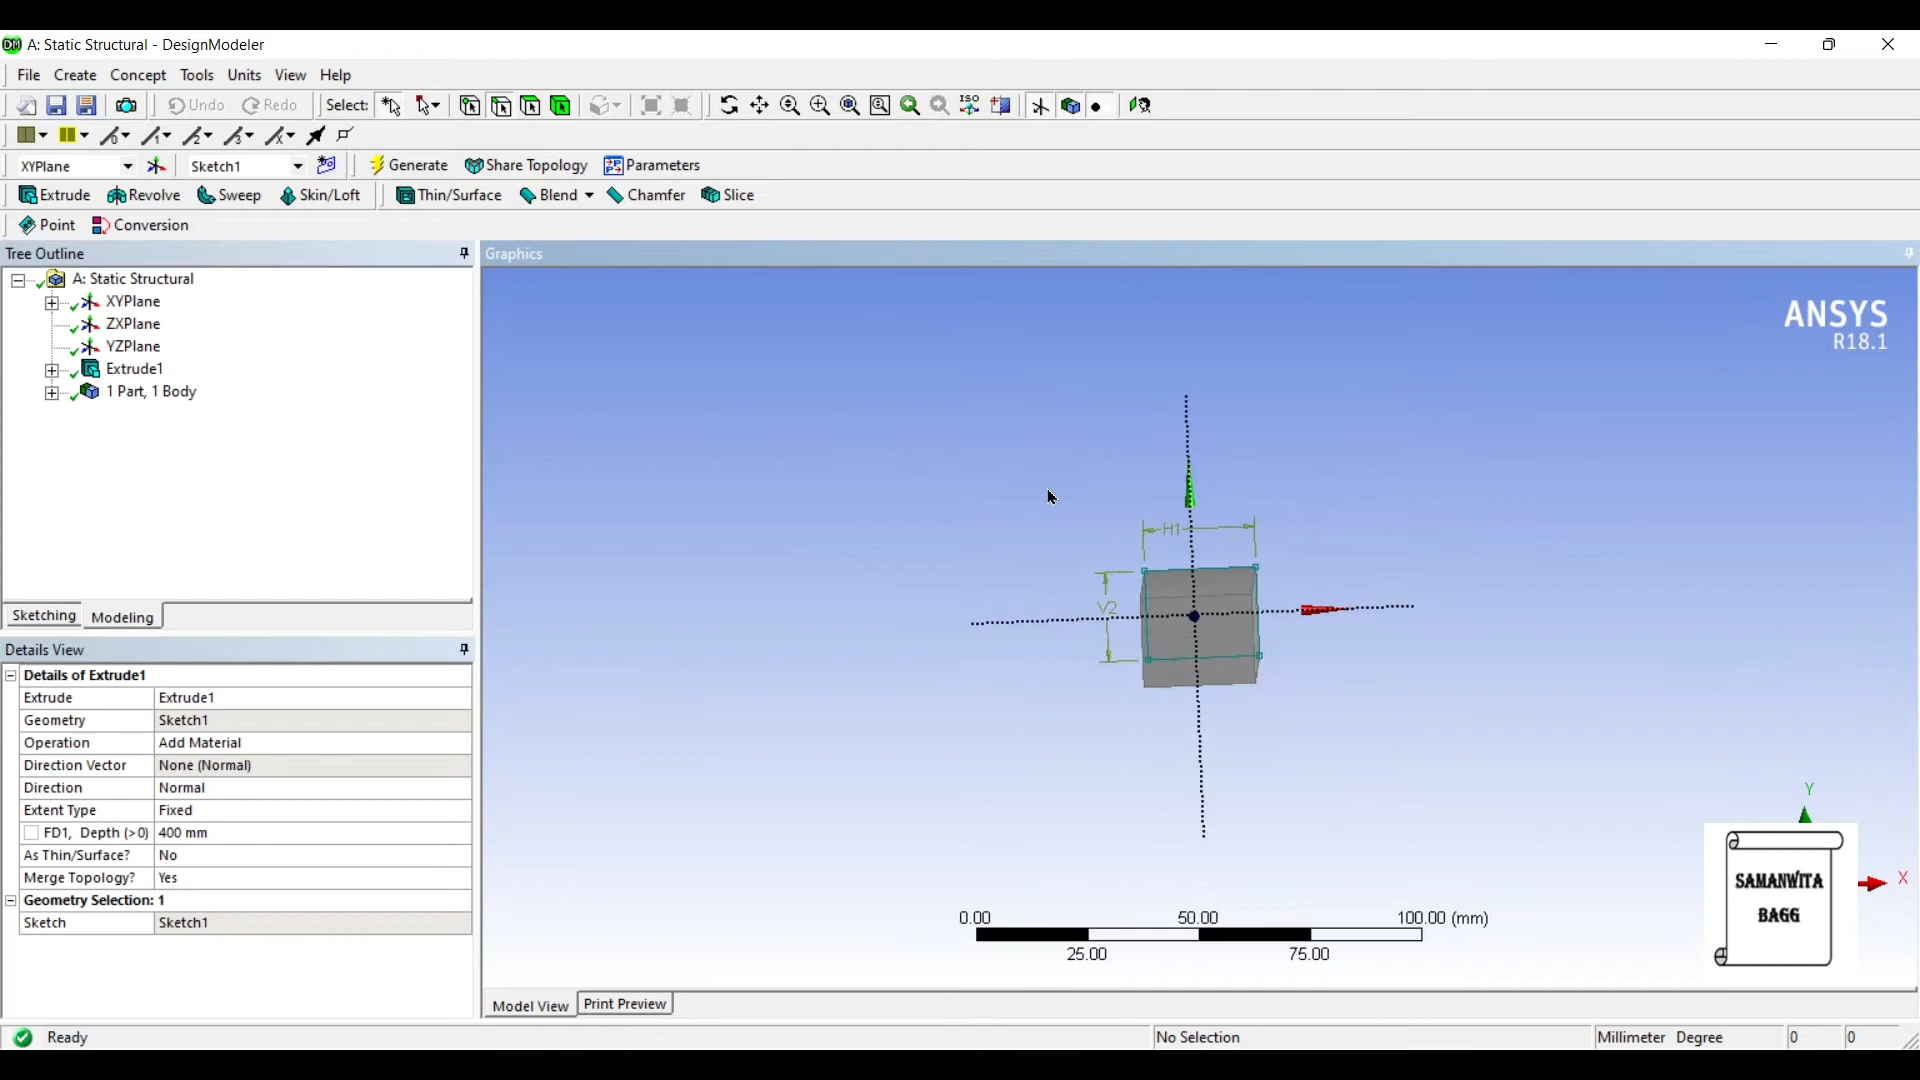 A: Static Structural - DesignModeler
File Create Concept Tools Units View Help
Undo Redo Select: ISO
XYPlane Sketch1 Generate Share Topology Parameters
Extrude Revolve Sweep Skin/Loft Thin/Surface Blend Chamfer Slice
Point Conversion
Tree Outline
A: Static Structural
XYPlane
ZXPlane
YZPlane
Extrude1
1 Part, 1 Body
Sketching Modeling
Details View
Details of Extrude1
Extrude Extrude1
Geometry Sketch1
Operation Add Material
Direction Vector None (Normal)
Direction Normal
Extent Type Fixed
FD1, Depth (>0) 400 mm
As Thin/Surface? No
Merge Topology? Yes
Geometry Selection: 1
Sketch Sketch1
Graphics
ANSYS
R18.1
H1
V2
Y
X
SAMANWITA
BAGG
0.00 50.00 100.00 (mm)
25.00 75.00
Model View Print Preview
Ready No Selection Millimeter Degree 0 0